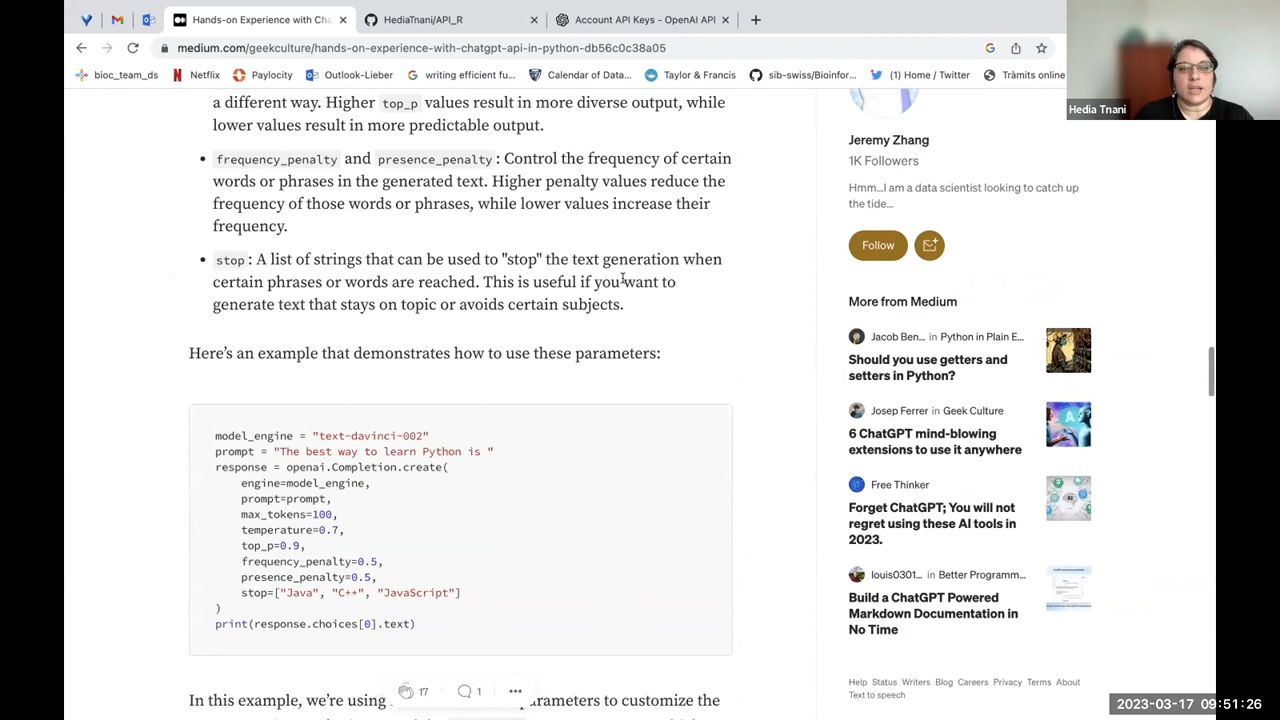 Hands-on Experience with Cha
HediaTnani/API_R
Account API Keys - OpenAI API
medium.com/geekculture/hands-on-experience-with-chatgpt-api-in-python-db56c0c38a05
bioc_team_ds
Netflix
Paylocity
Outlook-Lieber
writing efficient fu...
Calendar of Data...
Taylor & Francis
sib-swiss/Bioinfor...
(1) Home / Twitter
Tràmits online
Hedia Tnani
a different way. Higher top_p values result in more diverse output, while
lower values result in more predictable output.
• frequency_penalty and presence_penalty : Control the frequency of certain
words or phrases in the generated text. Higher penalty values reduce the
frequency of those words or phrases, while lower values increase their
frequency.
• stop : A list of strings that can be used to "stop" the text generation when
certain phrases or words are reached. This is useful if you want to
generate text that stays on topic or avoids certain subjects.
Here's an example that demonstrates how to use these parameters:
model_engine = "text-davinci-002"
prompt = "The best way to learn Python is "
response = openai.Completion.create(
engine=model_engine,
prompt=prompt,
max_tokens=100,
temperature=0.7,
top_p=0.9,
frequency_penalty=0.5,
presence_penalty=0.5,
stop=["Java", "C++", "JavaScript"]
)
print(response.choices[0].text)
17
1
In this example, we're using
parameters to customize the
Jeremy Zhang
1K Followers
Hmm...I am a data scientist looking to catch up
the tide...
Follow
More from Medium
Jacob Ben... in Python in Plain E...
Should you use getters and
setters in Python?
Josep Ferrer in Geek Culture
6 ChatGPT mind-blowing
extensions to use it anywhere
Free Thinker
Forget ChatGPT; You will not
regret using these AI tools in
2023.
louis0301... in Better Programm...
Build a ChatGPT Powered
Markdown Documentation in
No Time
Help Status Writers Blog Careers Privacy Terms About
Text to speech
2023-03-17 09:51:26